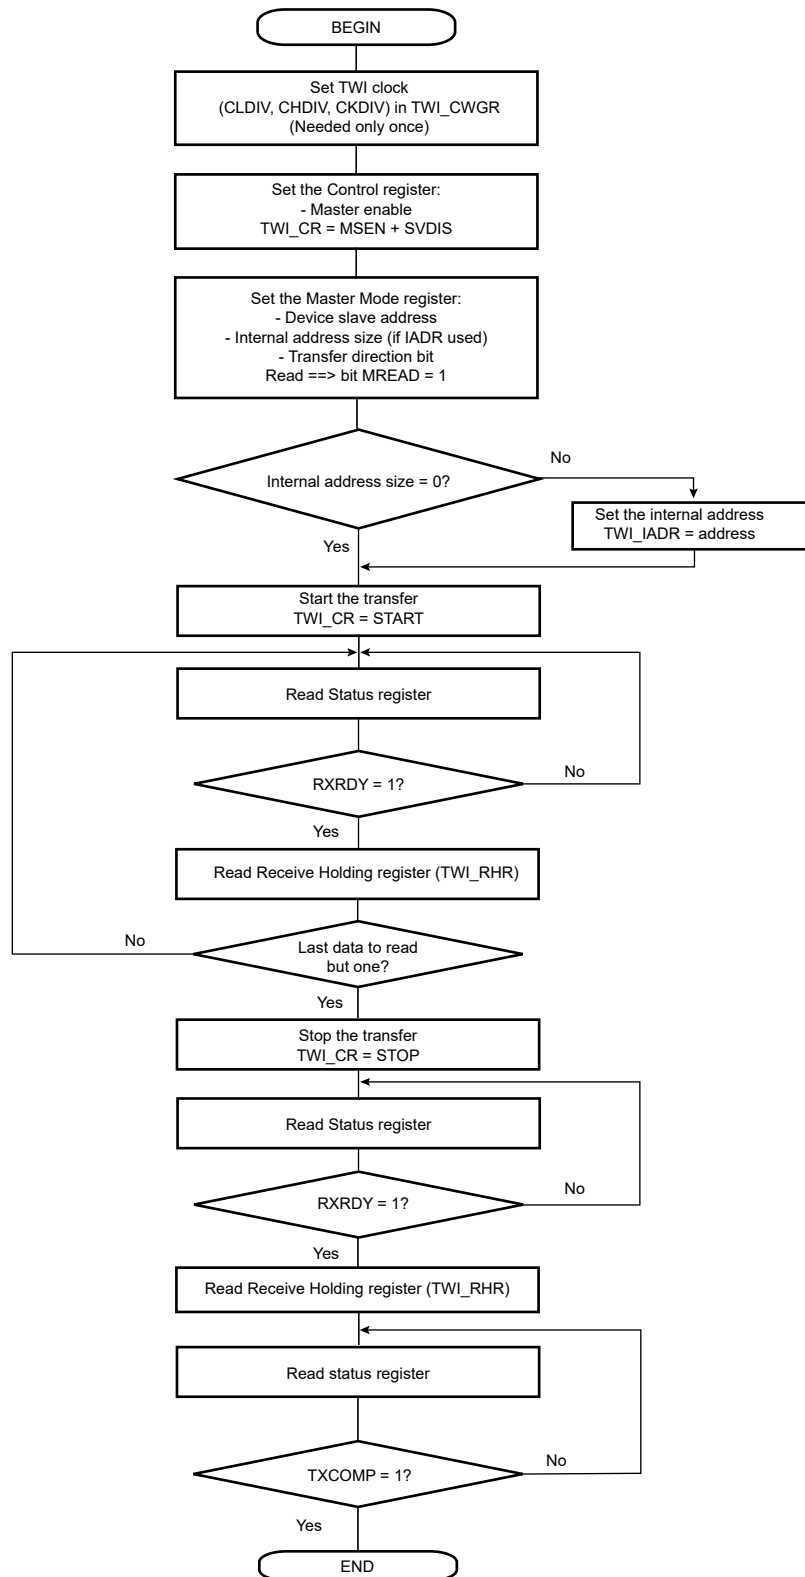 BEGIN
Set TWI clock
(CLDIV, CHDIV, CKDIV) in TWI_CWGR
(Needed only once)
Set the Control register:
- Master enable
TWI_CR = MSEN + SVDIS
Set the Master Mode register:
- Device slave address
- Internal address size (if IADR used)
- Transfer direction bit
Read ==> bit MREAD = 1
Internal address size = 0?
No
Set the internal address
TWI_IADR = address
Yes
Start the transfer
TWI_CR = START
Read Status register
RXRDY = 1?
No
Yes
Read Receive Holding register (TWI_RHR)
No
Last data to read
but one?
Yes
Stop the transfer
TWI_CR = STOP
Read Status register
RXRDY = 1?
No
Yes
Read Receive Holding register (TWI_RHR)
Read status register
TXCOMP = 1?
No
Yes
END